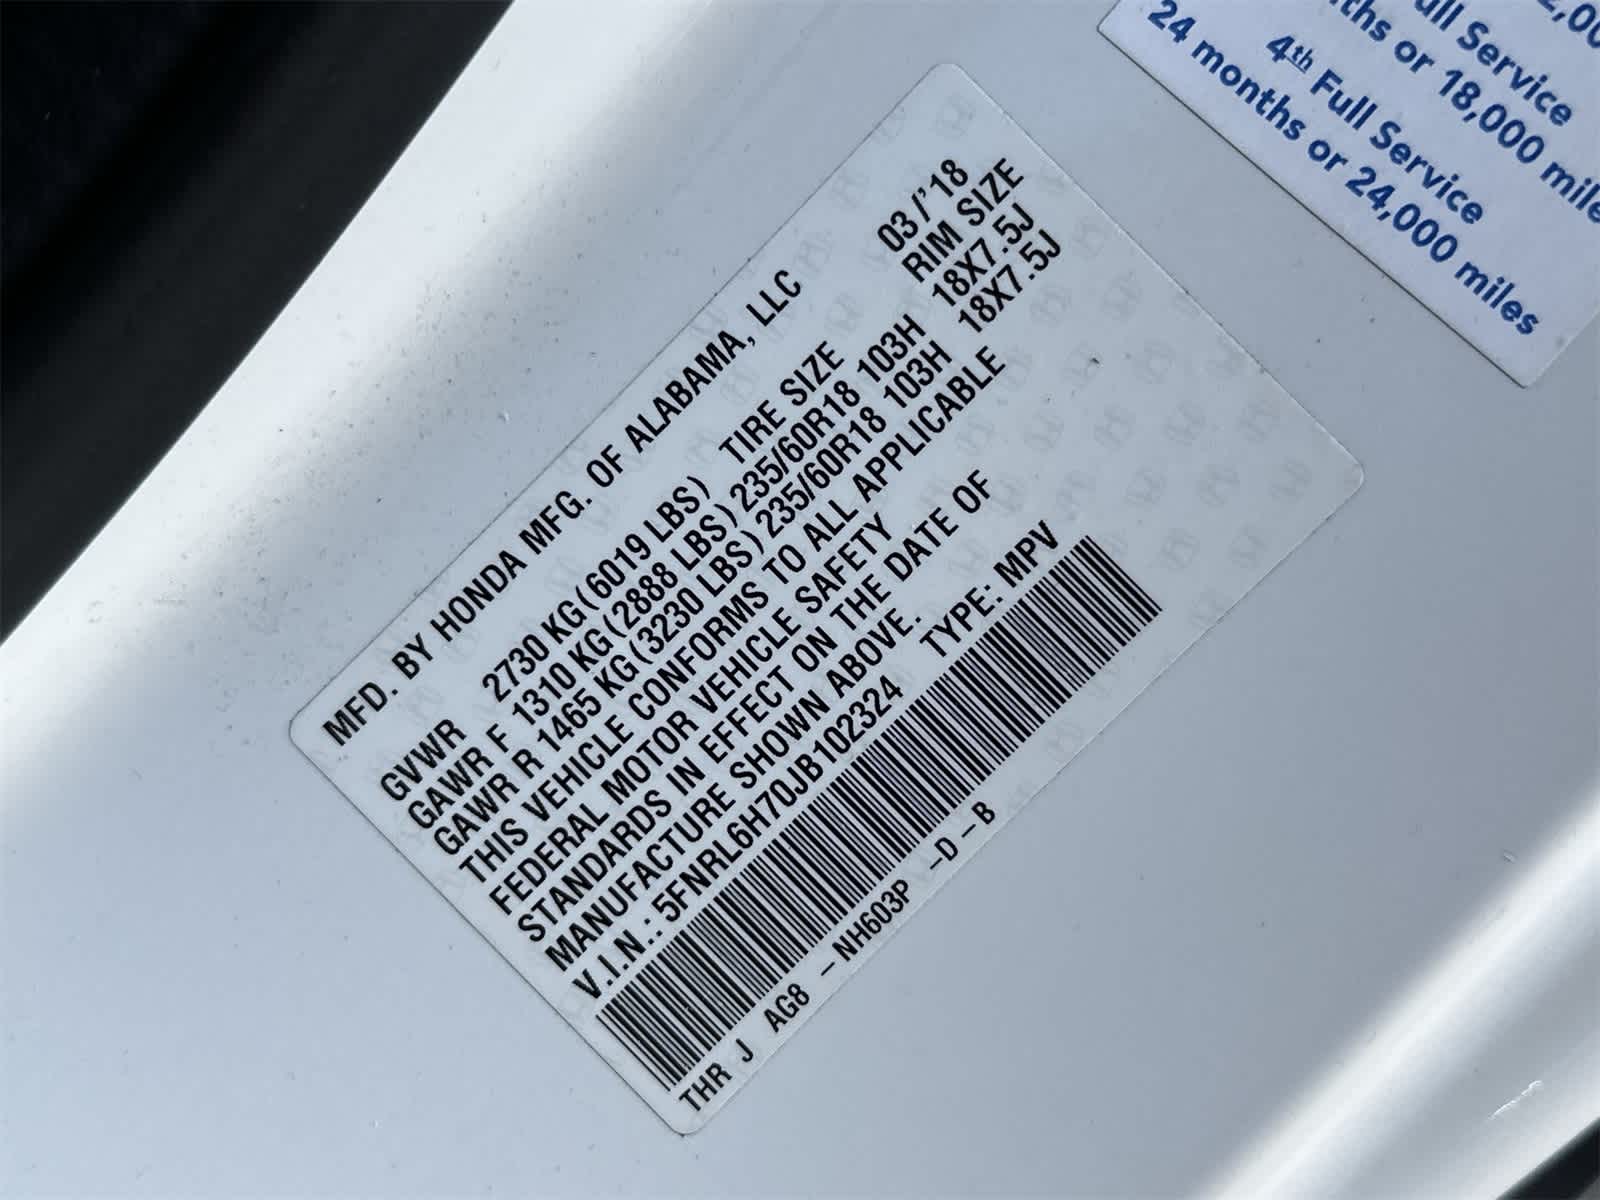 MFD. BY HONDA MFG. OF ALABAMA, LLC 03/'18
GVWR 2730 KG (6019 LBS) TIRE SIZE RIM SIZE
GAWR F 1310 KG (2888 LBS) 235/60R18 103H 18X7.5J
GAWR R 1465 KG (3230 LBS) 235/60R18 103H 18X7.5J
THIS VEHICLE CONFORMS TO ALL APPLICABLE
FEDERAL MOTOR VEHICLE SAFETY
STANDARDS IN EFFECT ON THE DATE OF
MANUFACTURE SHOWN ABOVE.
V.I.N.: 5FNRL6H70JB102324 TYPE: MPV
THR J AG8 -NH603P -D-B
Service
or 18,000
4th Full Service
24 months or 24,000 miles